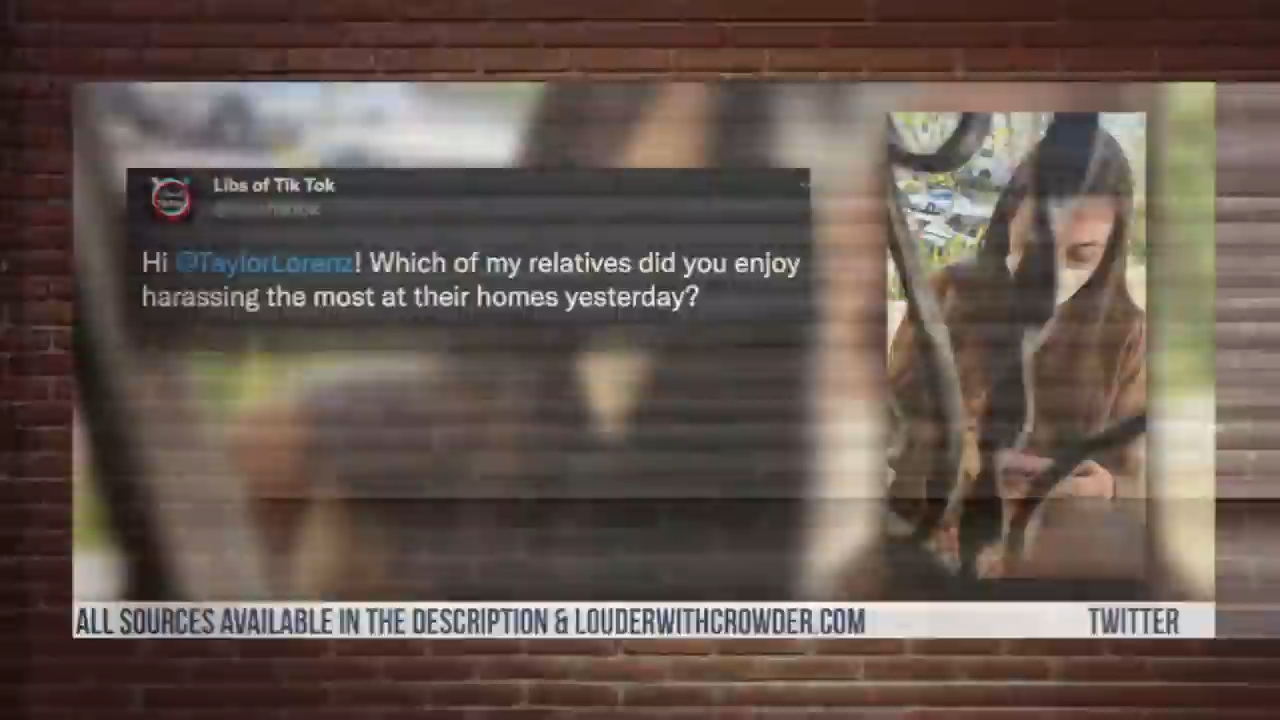 Libs of Tik Tok
Hi @TaylorLorenz! Which of my relatives did you enjoy
harassing the most at their homes yesterday?
ALL SOURCES AVAILABLE IN THE DESCRIPTION & LOUDERWITHCROWDER.COM
TWITTER